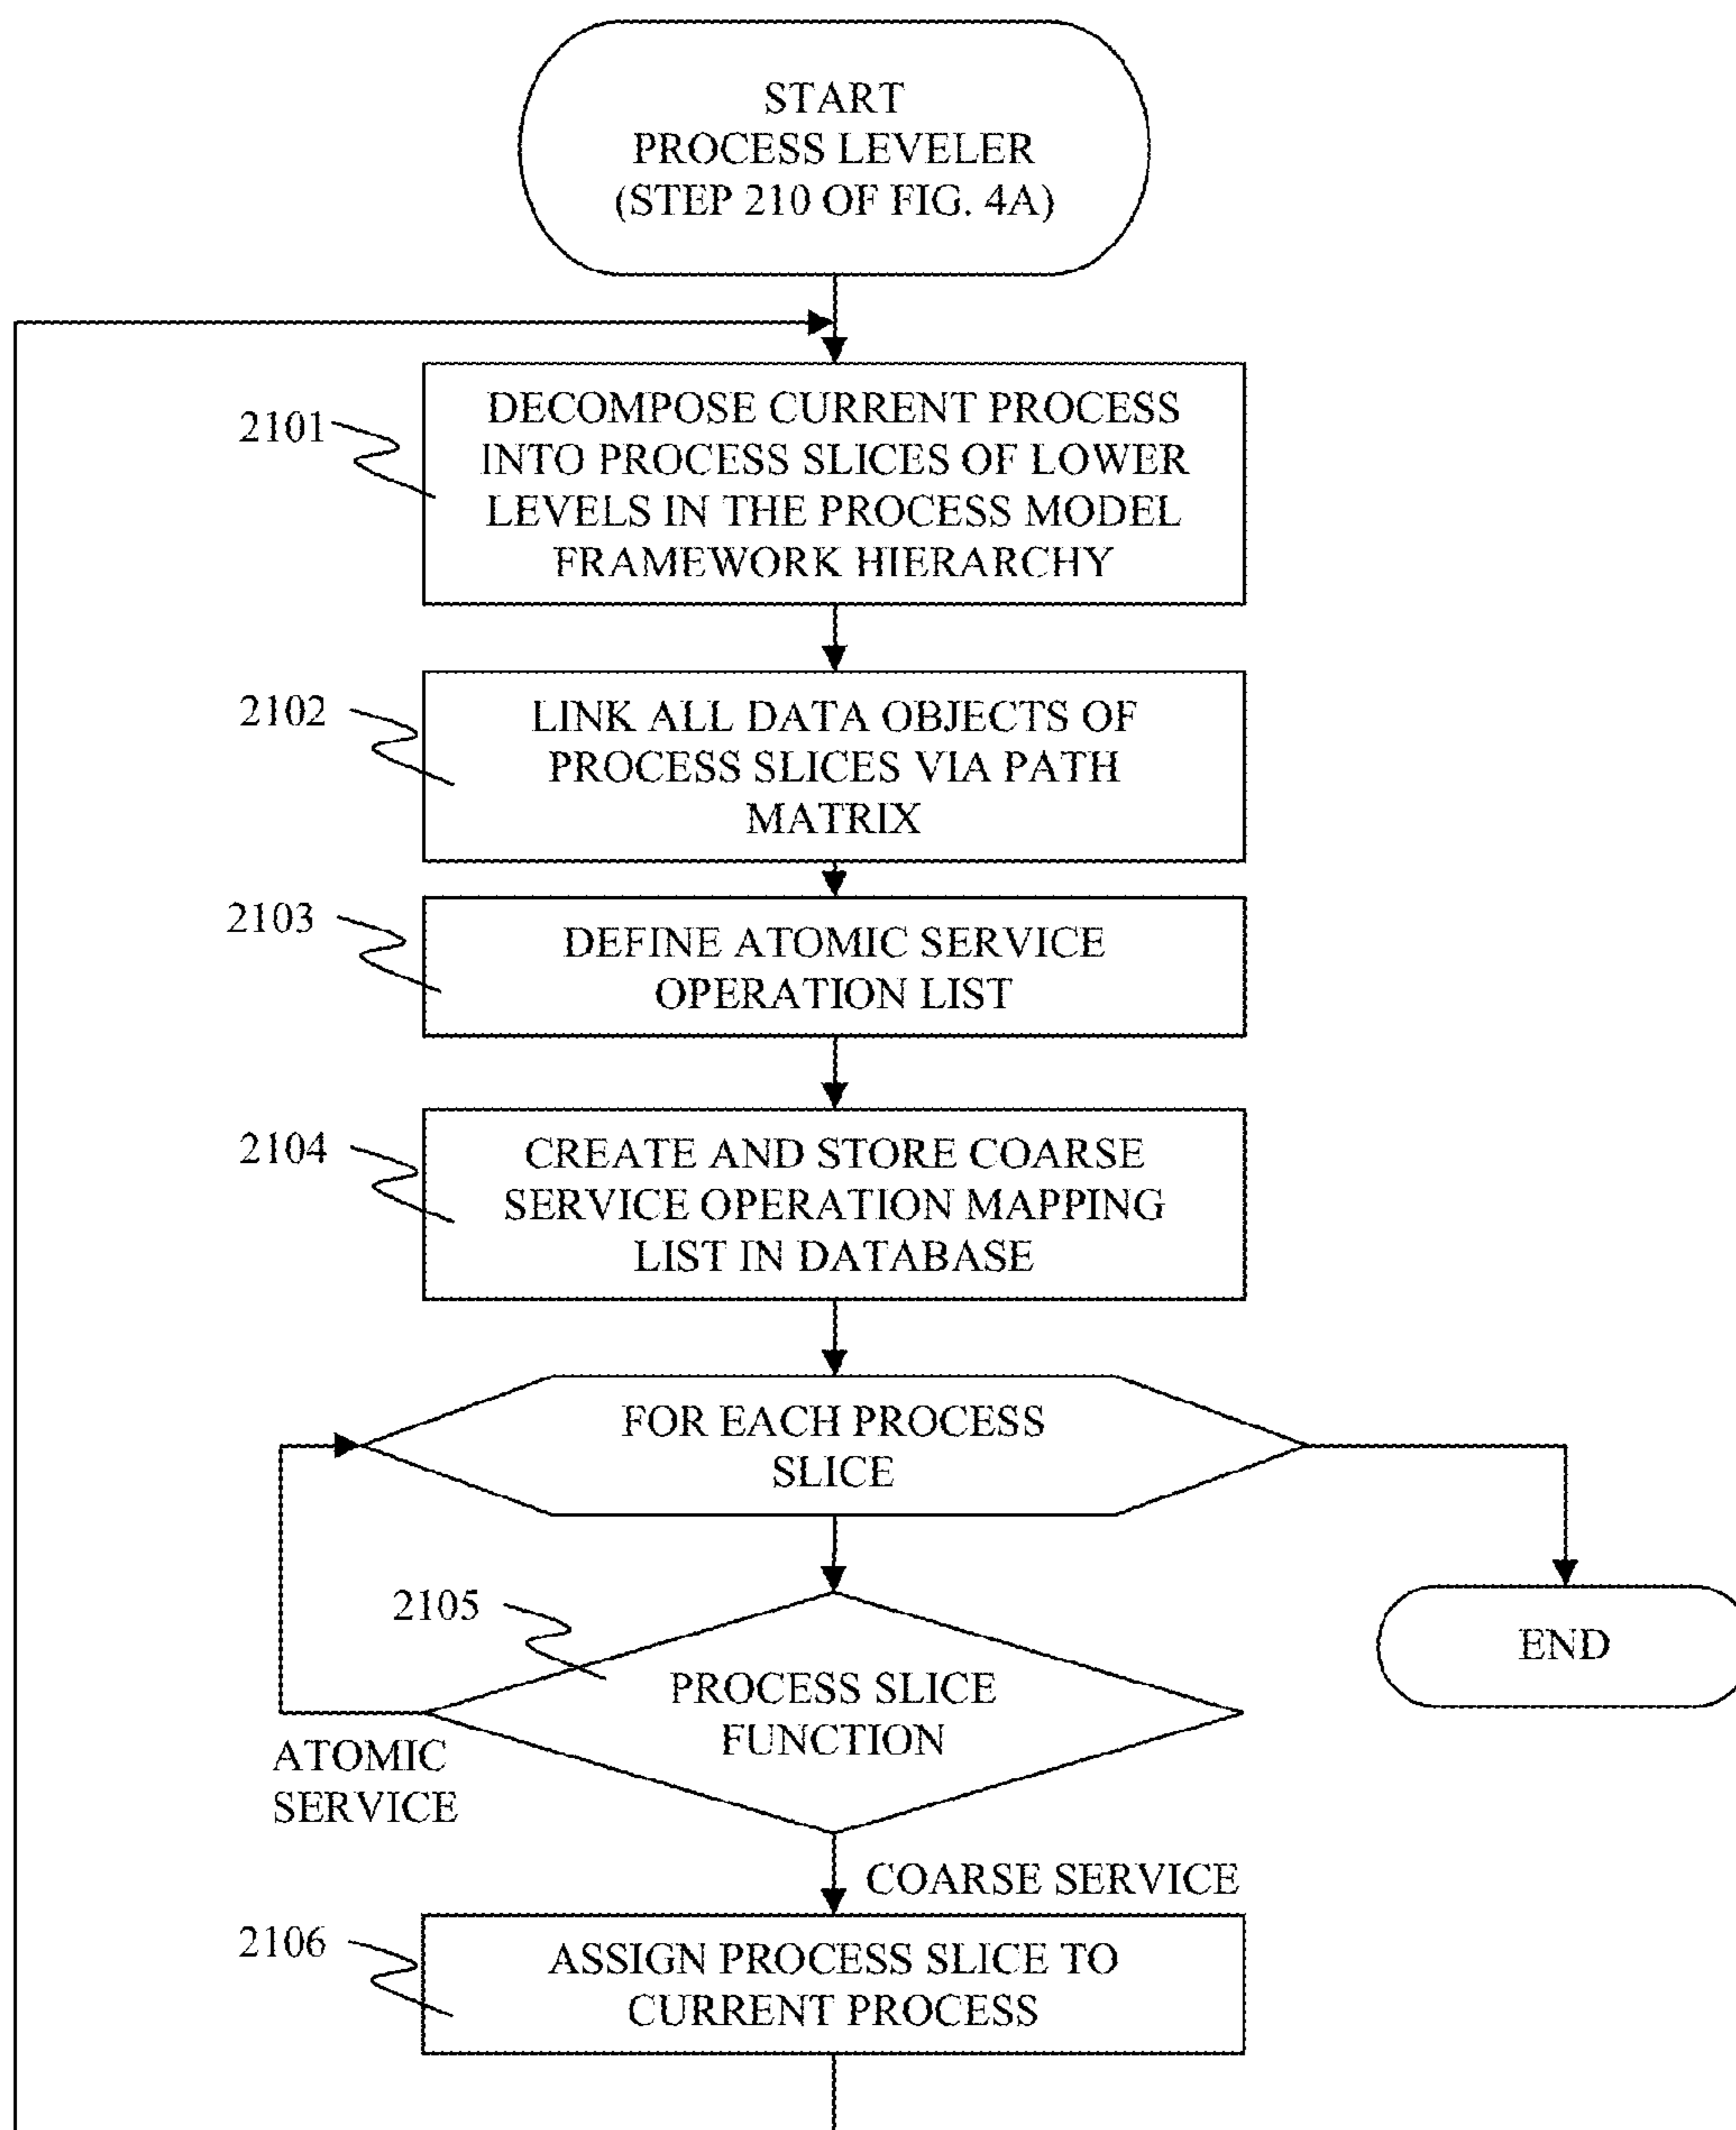 START
PROCESS LEVELER
(STEP 210 OF FIG. 4A)
2101
DECOMPOSE CURRENT PROCESS
INTO PROCESS SLICES OF LOWER
LEVELS IN THE PROCESS MODEL
FRAMEWORK HIERARCHY
2102
LINK ALL DATA OBJECTS OF
PROCESS SLICES VIA PATH
MATRIX
2103
DEFINE ATOMIC SERVICE
OPERATION LIST
2104
CREATE AND STORE COARSE
SERVICE OPERATION MAPPING
LIST IN DATABASE
FOR EACH PROCESS
SLICE
2105
PROCESS SLICE
FUNCTION
END
ATOMIC
SERVICE
COARSE SERVICE
2106
ASSIGN PROCESS SLICE TO
CURRENT PROCESS